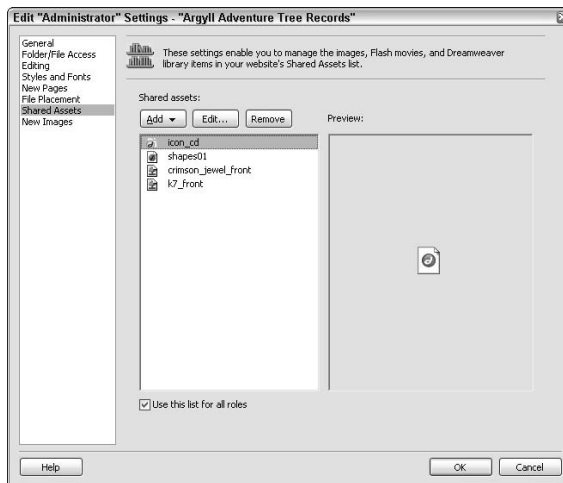 Edit "Administrator" Settings - "Argyll Adventure Tree Records"
General
Folder/File Access
Editing
Styles and Fonts
New Pages
File Placement
Shared Assets
New Images
These settings enable you to manage the images, Flash movies, and Dreamweaver
library items in your website's Shared Assets list.
Shared assets:
Add
Edit...
Remove
Preview:
icon_cd
shapes01
crimson_jewel_front
k7_front
Use this list for all roles
Help
OK
Cancel